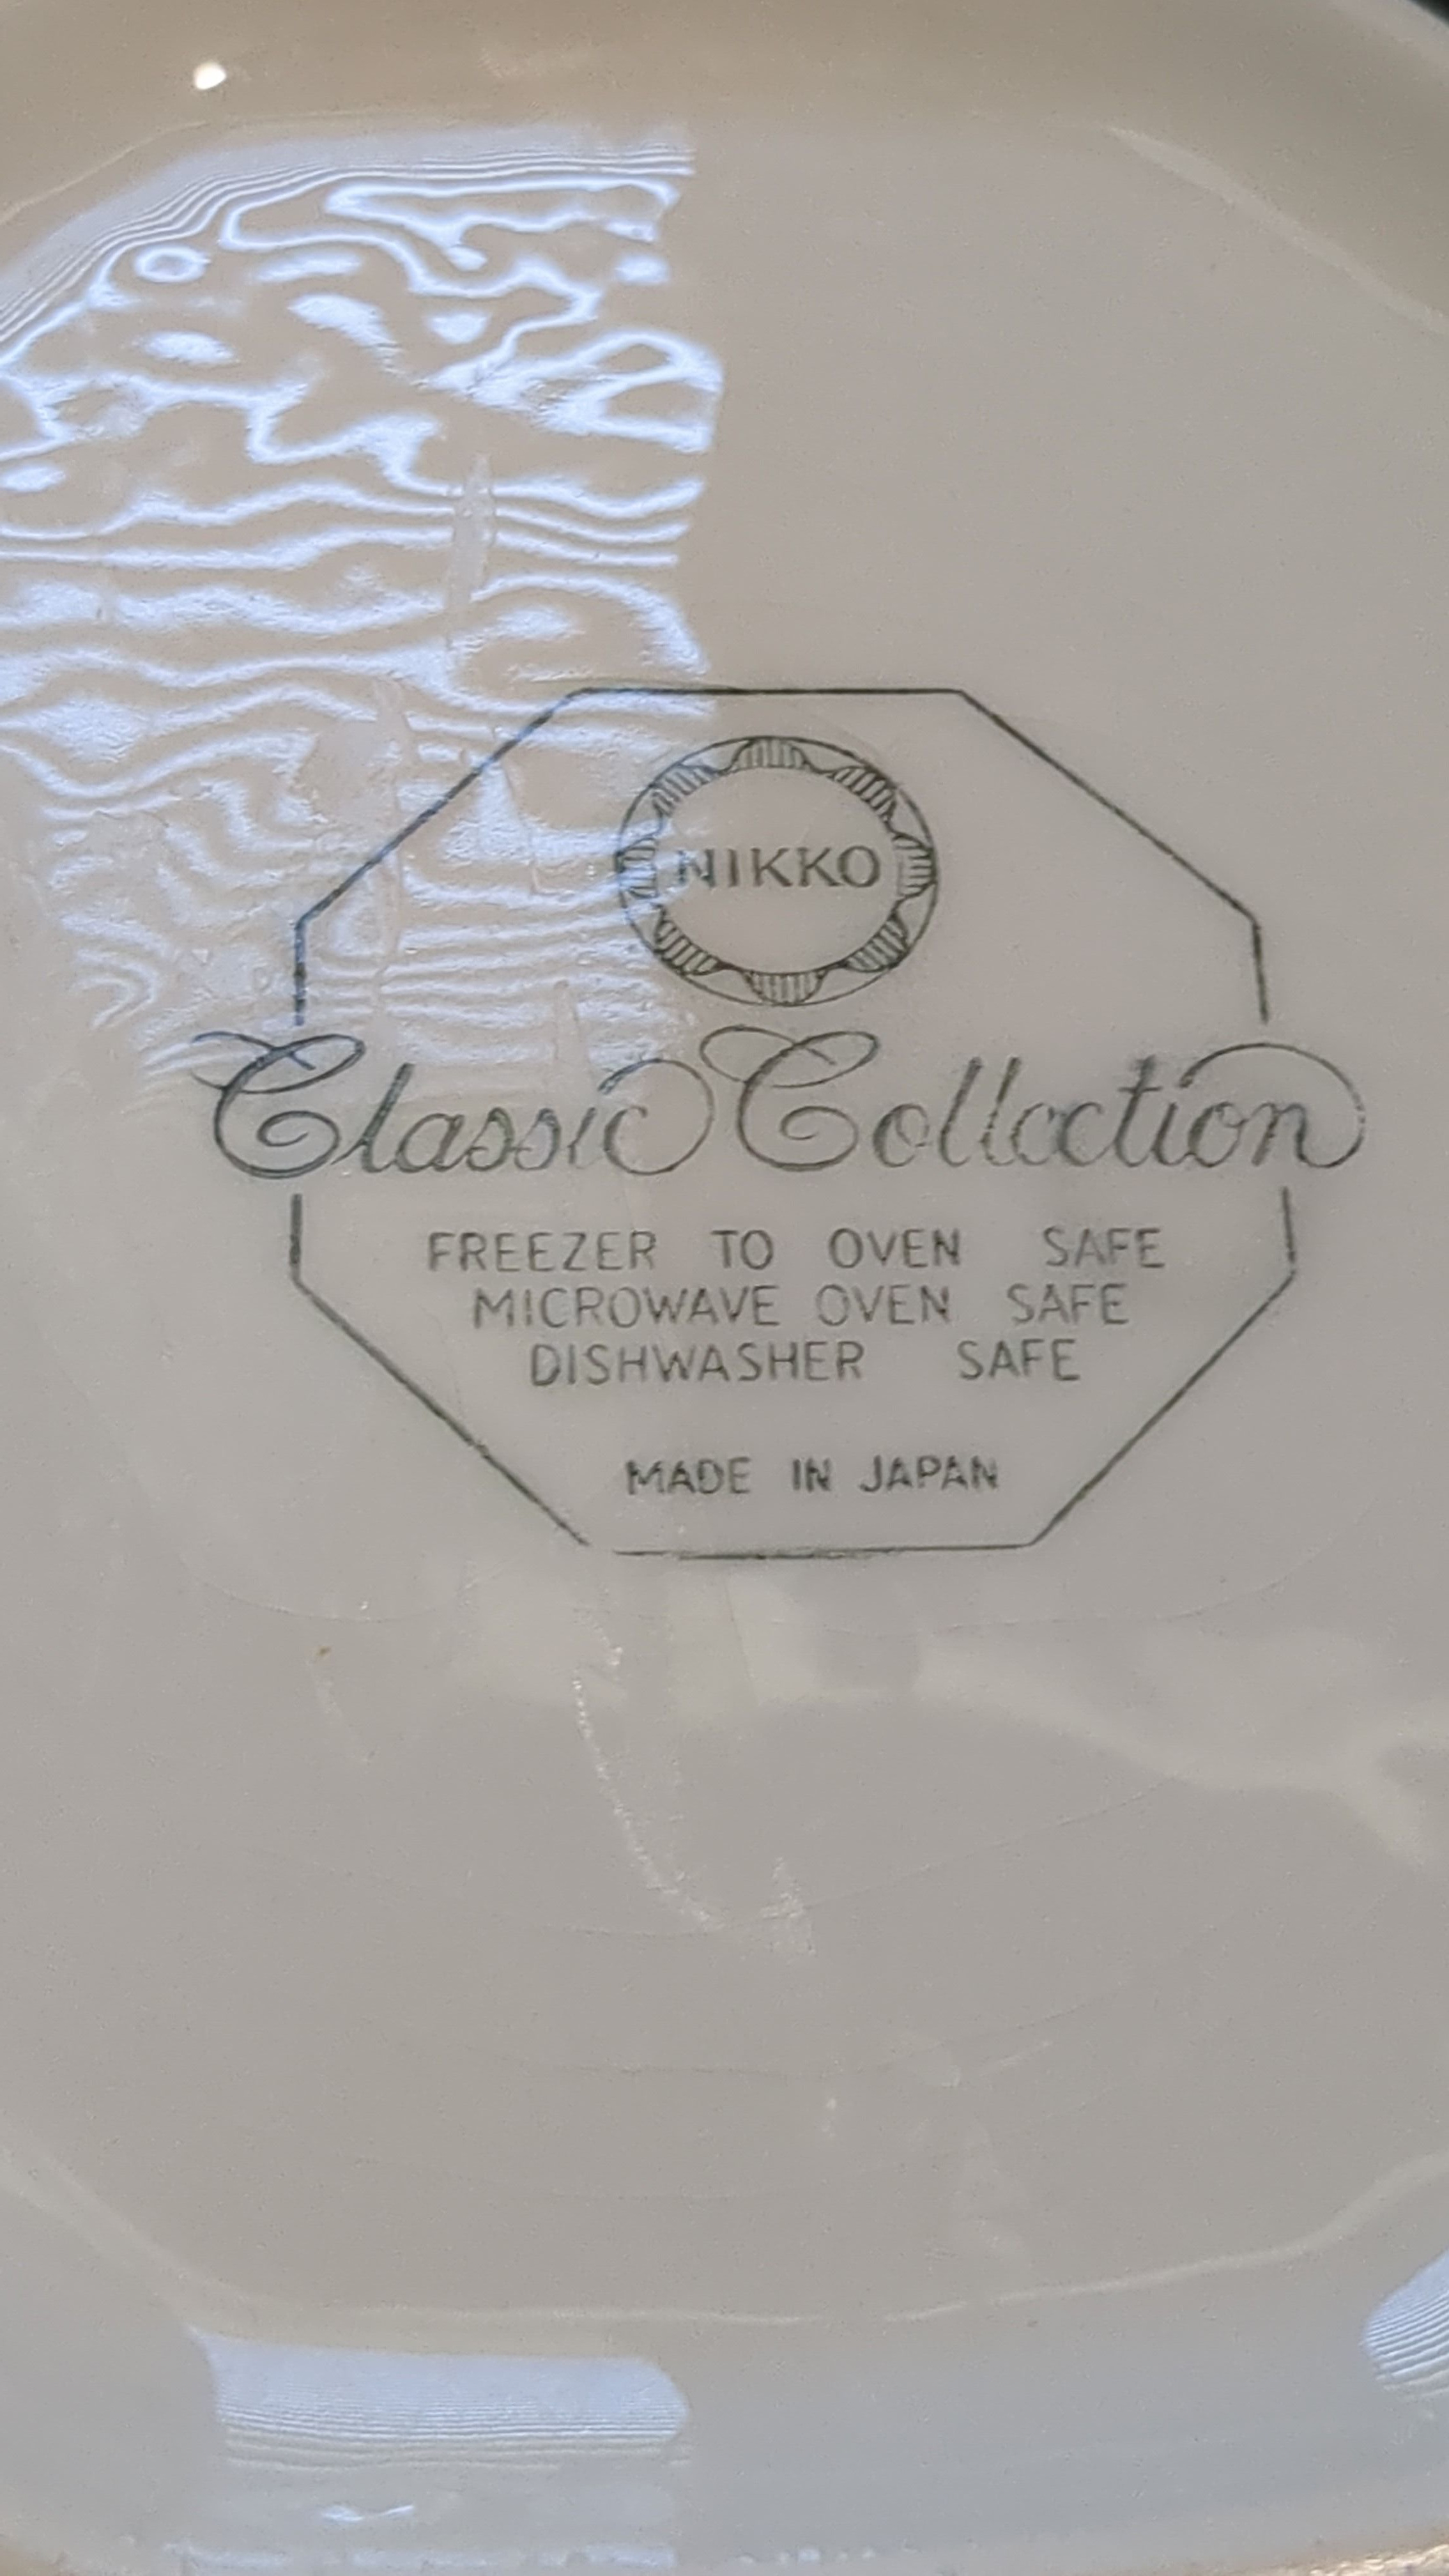 NIKKO
Classic Collection
FREEZER TO OVEN SAFE
MICROWAVE OVEN SAFE
DISHWASHER SAFE
MADE IN JAPAN